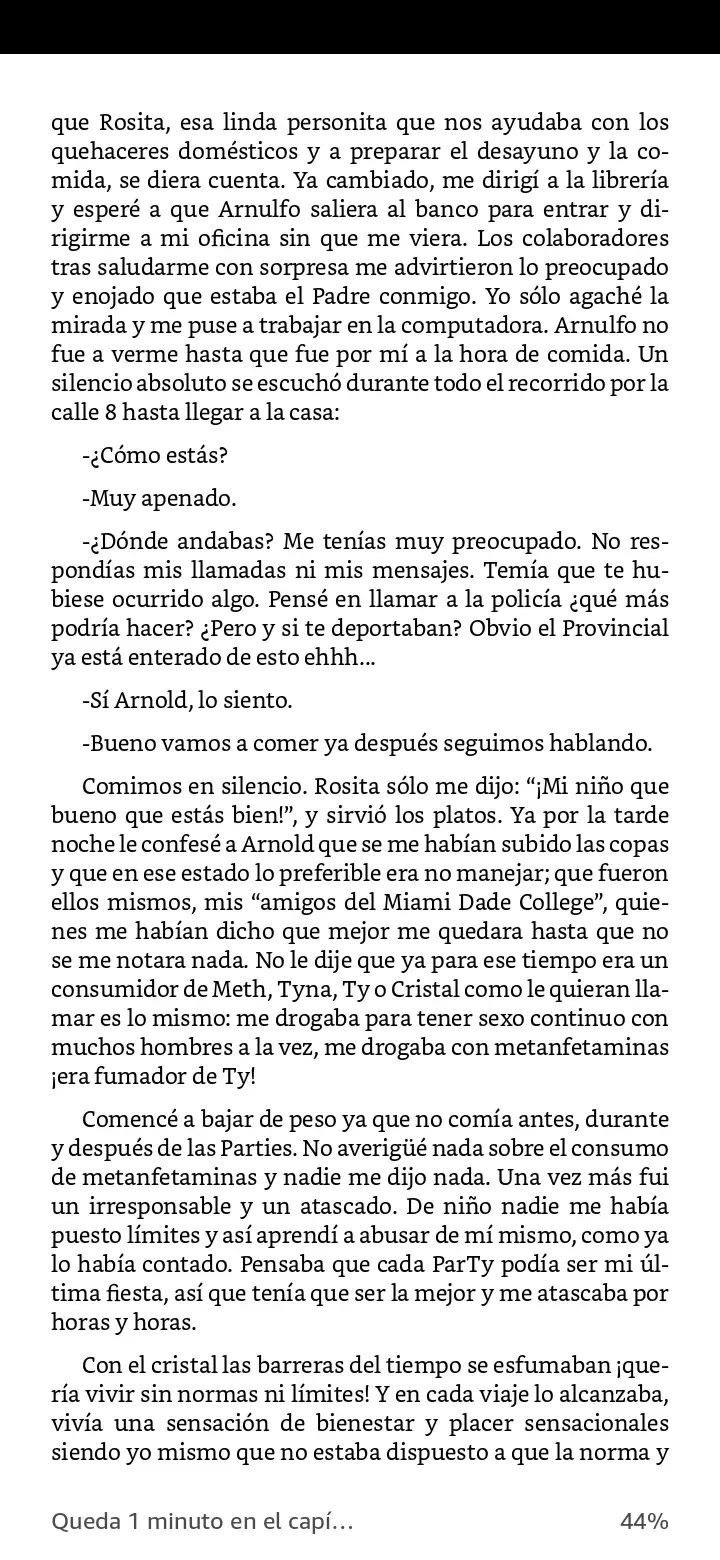 que Rosita, esa linda personita que nos ayudaba con los
quehaceres domésticos y a preparar el desayuno y la co-
mida, se diera cuenta. Ya cambiado, me dirigí a la librería
y esperé a que Arnulfo saliera al banco para entrar y di-
rigirme a mi oficina sin que me viera. Los colaboradores
tras saludarme con sorpresa me advirtieron lo preocupado
y enojado que estaba el Padre conmigo. Yo sólo agaché la
mirada y me puse a trabajar en la computadora. Arnulfo no
fue a verme hasta que fue por mí a la hora de comida. Un
silencio absoluto se escuchó durante todo el recorrido por la
calle 8 hasta llegar a la casa:
-¿Cómo estás?
-Muy apenado.
-¿Dónde andabas? Me tenías muy preocupado. No res-
pondías mis llamadas ni mis mensajes. Temía que te hu-
biese ocurrido algo. Pensé en llamar a la policía ¿qué más
podría hacer? ¿Pero y si te deportaban? Obvio el Provincial
ya está enterado de esto ehhh...
-Sí Arnold, lo siento.
-Bueno vamos a comer ya después seguimos hablando.
Comimos en silencio. Rosita sólo me dijo: “¡Mi niño que
bueno que estás bien!”, y sirvió los platos. Ya por la tarde
noche le confesé a Arnold que se me habían subido las copas
y que en ese estado lo preferible era no manejar; que fueron
ellos mismos, mis “amigos del Miami Dade College”, quie-
nes me habían dicho que mejor me quedara hasta que no
se me notara nada. No le dije que ya para ese tiempo era un
consumidor de Meth, Tyna, Ty o Cristal como le quieran lla-
mar es lo mismo: me drogaba para tener sexo continuo con
muchos hombres a la vez, me drogaba con metanfetaminas
¡era fumador de Ty!
Comencé a bajar de peso ya que no comía antes, durante
y después de las Parties. No averigüé nada sobre el consumo
de metanfetaminas y nadie me dijo nada. Una vez más fui
un irresponsable y un atascado. De niño nadie me había
puesto límites y así aprendí a abusar de mí mismo, como ya
lo había contado. Pensaba que cada ParTy podía ser mi úl-
tima fiesta, así que tenía que ser la mejor y me atascaba por
horas y horas.
Con el cristal las barreras del tiempo se esfumaban ¡que-
ría vivir sin normas ni límites! Y en cada viaje lo alcanzaba,
vivía una sensación de bienestar y placer sensacionales
siendo yo mismo que no estaba dispuesto a que la norma y
Queda 1 minuto en el capí... 44%